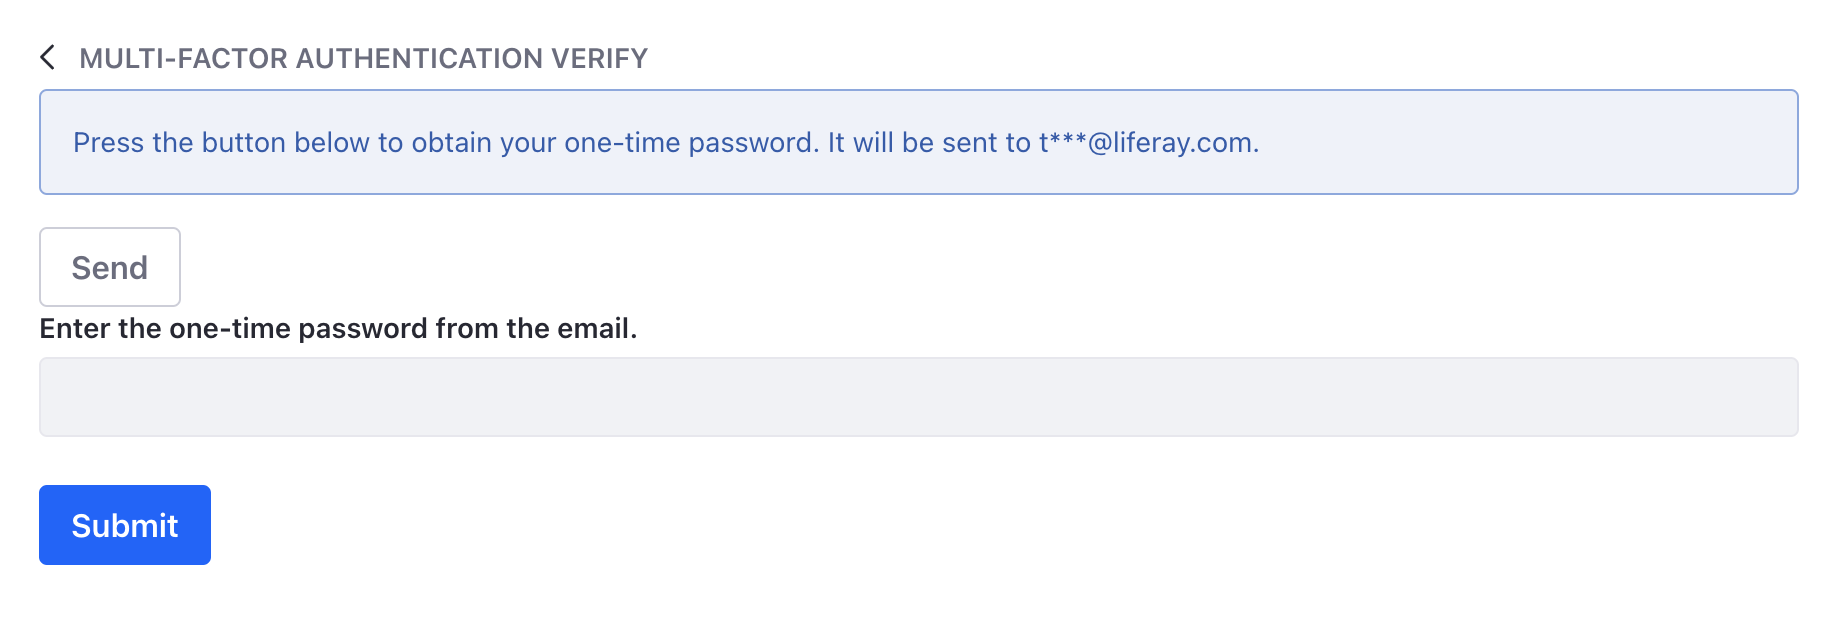 MULTI-FACTOR AUTHENTICATION VERIFY
Press the button below to obtain your one-time password. It will be sent to t***@liferay.com.
Send
Enter the one-time password from the email.
Submit